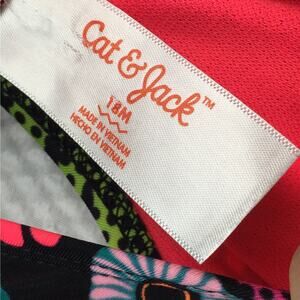 Cat & Jack™
18M
MADE IN VIETNAM
HECHO EN VIETNAM